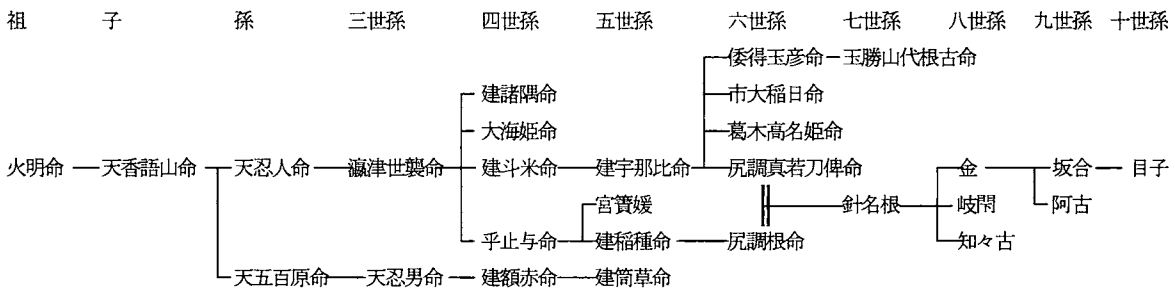 祖 子 孫 三世孫 四世孫 五世孫 六世孫 七世孫 八世孫 九世孫 十世孫
倭得玉彦命 玉勝山代根古命
建諸隅命 市大稲日命
大海姫命 葛木高名姫命
火明命 天香語山命 天忍人命 瀛津世襲命 建斗米命 建宇那比命 尻調真若刀俾命 金 坂合 目子
宮簀媛 針名根 岐閇 阿古
乎止与命 建稲種命 尻調根命 知々古
天五百原命 天忍男命 建額赤命 建筒草命